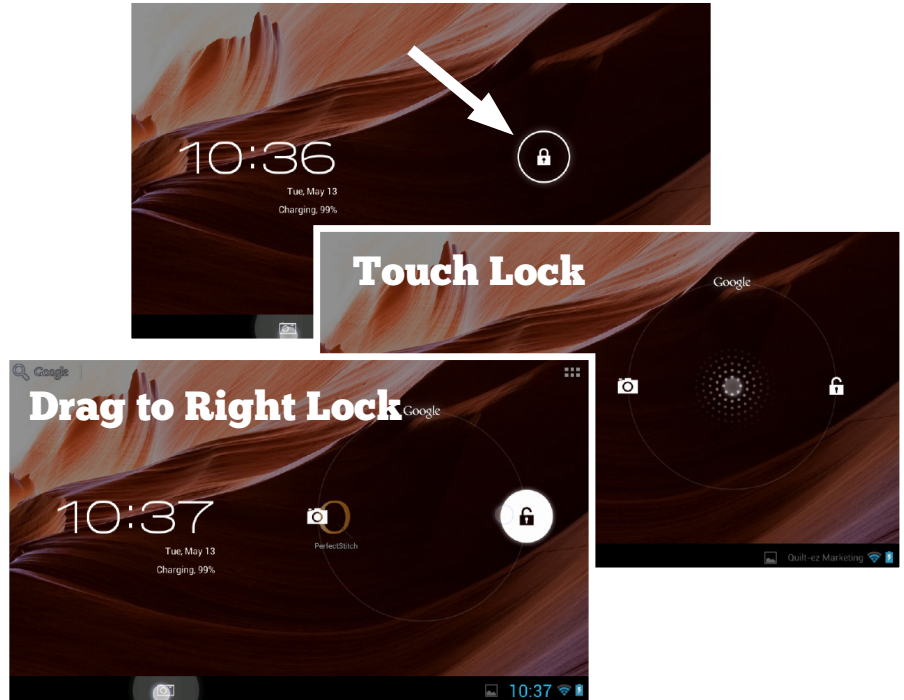 10:36
Tue, May 13
Charging, 99%
Touch Lock
Google
Quilt-ez Marketing
Google
Drag to Right Lock
Google
10:37
Tue, May 13
Charging, 99%
PerfectStitch
10:37